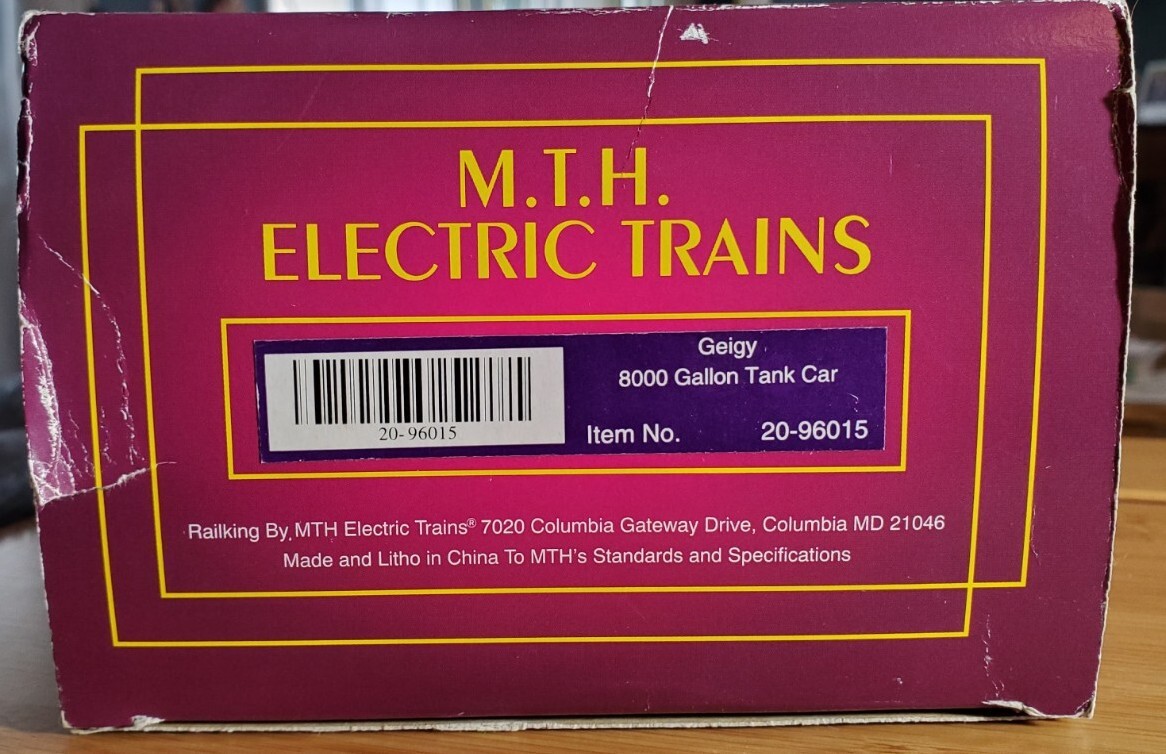 M.T.H.
ELECTRIC TRAINS
20-96015
Geigy
8000 Gallon Tank Car
Item No. 20-96015
Railking By MTH Electric Trains® 7020 Columbia Gateway Drive, Columbia MD 21046
Made and Litho in China To MTH's Standards and Specifications